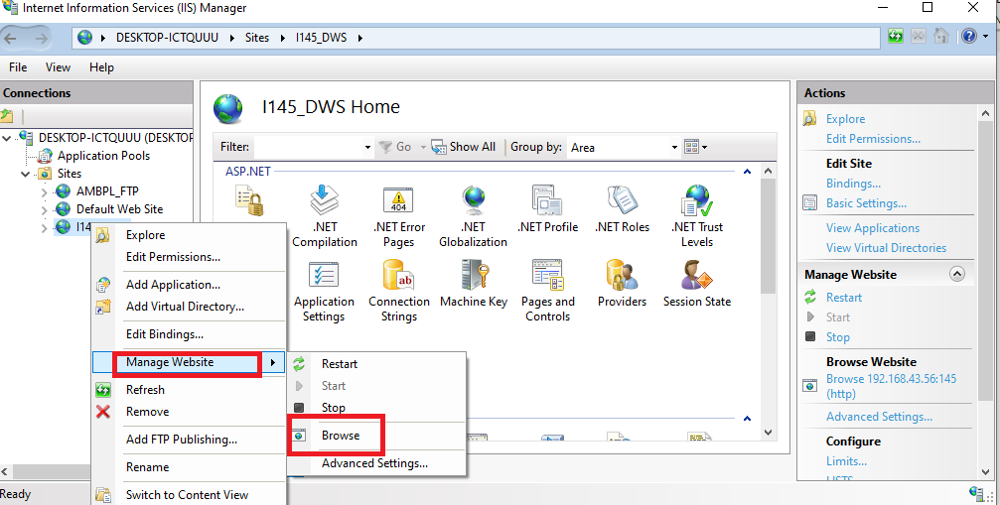 Internet Information Services (IIS) Manager
DESKTOP-ICTQUUU
Sites
I145_DWS
File View Help
Connections
DESKTOP-ICTQUUU (DESKTOP
Application Pools
Sites
AMBPL_FTP
Default Web Site
I145
Explore
Edit Permissions...
Add Application...
Add Virtual Directory...
Edit Bindings...
Manage Website
Refresh
Remove
Add FTP Publishing...
Rename
Switch to Content View
Restart
Start
Stop
Browse
Advanced Settings...
I145_DWS Home
Filter: Go Show All Group by: Area
ASP.NET
.NET Compilation
.NET Error Pages
404
.NET Globalization
.NET Profile
.NET Roles
.NET Trust Levels
Application Settings
ab
Connection Strings
Machine Key
Pages and Controls
Providers
Session State
Actions
Explore
Edit Permissions...
Edit Site
Bindings...
Basic Settings...
View Applications
View Virtual Directories
Manage Website
Restart
Start
Stop
Browse Website
Browse 192.168.43.56:145
(http)
Advanced Settings...
Configure
Limits...
Ready